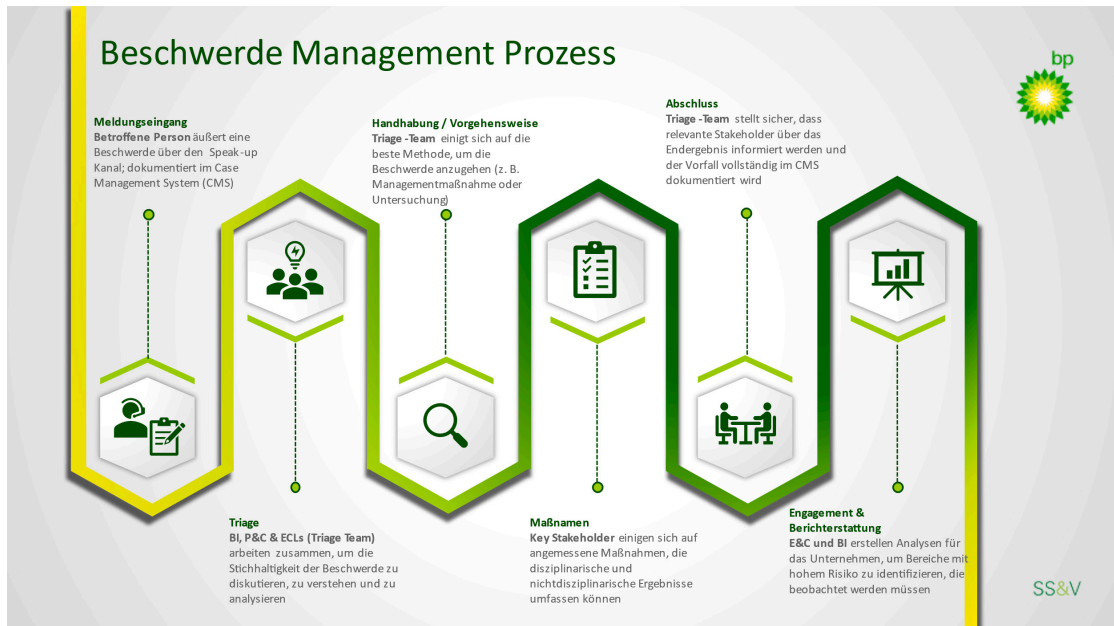 Beschwerde Management Prozess
bp
Meldungseingang
Betroffene Person äußert eine
Beschwerde über den Speak-up
Kanal; dokumentiert im Case
Management System (CMS)
Triage
BI, P&C & ECLs (Triage Team)
arbeiten zusammen, um die
Stichhaltigkeit der Beschwerde zu
diskutieren, zu verstehen und zu
analysieren
Handhabung / Vorgehensweise
Triage -Team einigt sich auf die
beste Methode, um die
Beschwerde anzugehen (z. B.
Managementmaßnahme oder
Untersuchung)
Maßnamen
Key Stakeholder einigen sich auf
angemessene Maßnahmen, die
disziplinarische und
nichtdisziplinarische Ergebnisse
umfassen können
Abschluss
Triage -Team stellt sicher, dass
relevante Stakeholder über das
Endergebnis informiert werden und
der Vorfall vollständig im CMS
dokumentiert wird
Engagement &
Berichterstattung
E&C und BI erstellen Analysen für
das Unternehmen, um Bereiche mit
hohem Risiko zu identifizieren, die
beobachtet werden müssen
SS&V